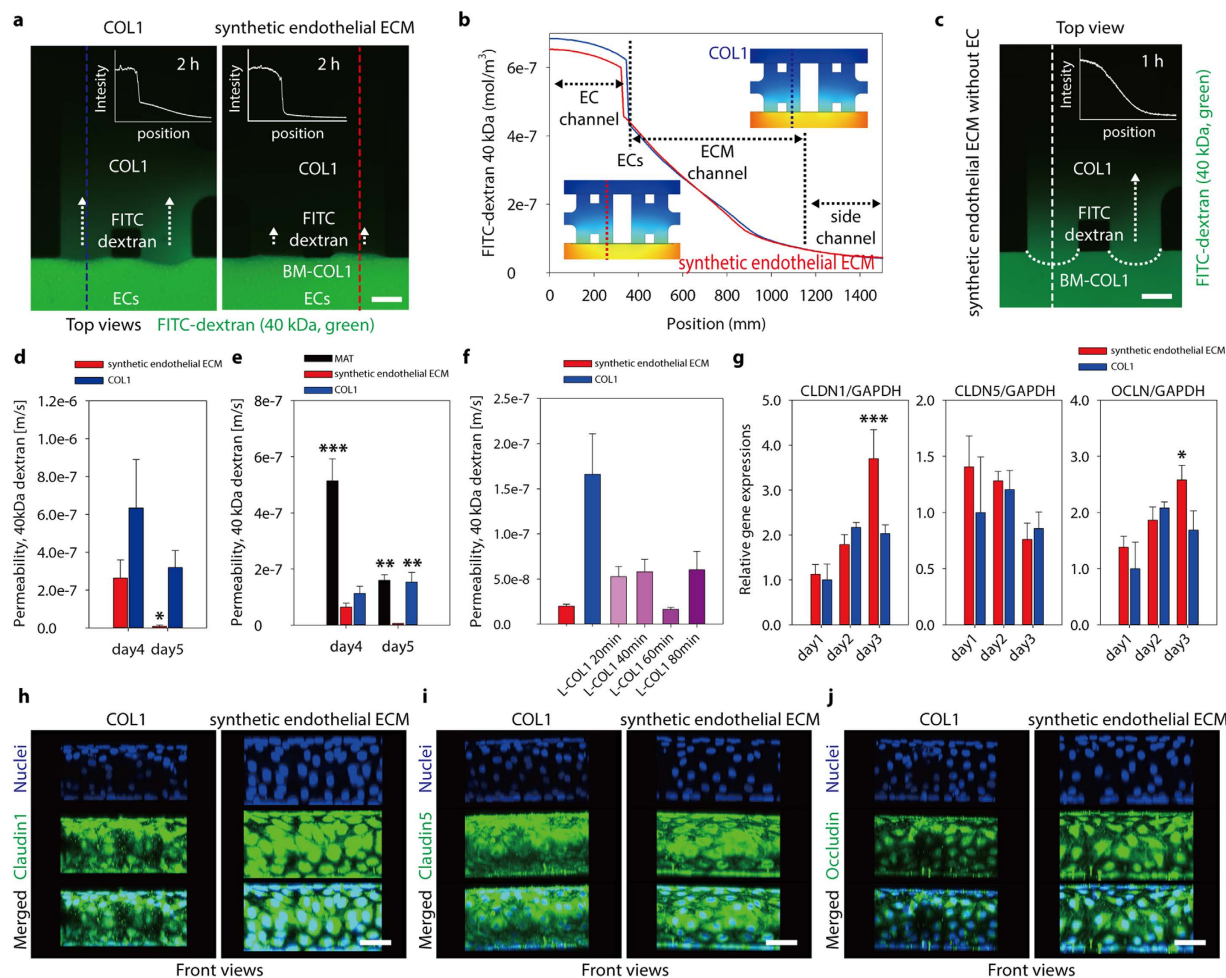 a
COL1
synthetic endothelial ECM
Intesity
2 h
position
COL1
FITC
dextran
BM-COL1
ECs
Intesity
2 h
position
COL1
FITC
dextran
BM-COL1
ECs
Top views
FITC-dextran (40 kDa, green)
b
FITC-dextran 40 kDa (mol/m³)
6e-7
4e-7
2e-7
0
COL1
EC
channel
ECs
ECM
channel
side
channel
synthetic endothelial ECM
0 200 400 600 800 1000 1200 1400
Position (mm)
c
Top view
synthetic endothelial ECM without EC
Intesity
1 h
position
COL1
FITC
dextran
BM-COL1
FITC-dextran (40 kDa, green)
d
synthetic endothelial ECM
COL1
Permeability, 40kDa dextran [m/s]
1.2e-6
1.0e-6
8.0e-7
6.0e-7
4.0e-7
2.0e-7
0.0
*
day4 day5
e
MAT
synthetic endothelial ECM
COL1
Permeability, 40 kDa dextran [m/s]
8e-7
6e-7
4e-7
2e-7
0
***
** **
day4 day5
f
synthetic endothelial ECM
COL1
Permeability, 40 kDa dextran [m/s]
2.5e-7
2.0e-7
1.5e-7
1.0e-7
5.0e-8
0.0
L-COL1 20min
L-COL1 40min
L-COL1 60min
L-COL1 80min
g
synthetic endothelial ECM
COL1
Relative gene expressions
CLDN1/GAPDH
5.0
4.0
3.0
2.0
1.0
0.0
***
day1 day2 day3
CLDN5/GAPDH
2.0
1.5
1.0
0.5
0.0
day1 day2 day3
OCLN/GAPDH
4.0
3.0
2.0
1.0
0.0
*
day1 day2 day3
h
COL1
synthetic endothelial ECM
Nuclei
Claudin1
Merged
Front views
i
COL1
synthetic endothelial ECM
Nuclei
Claudin5
Merged
Front views
j
COL1
synthetic endothelial ECM
Nuclei
Occludin
Merged
Front views